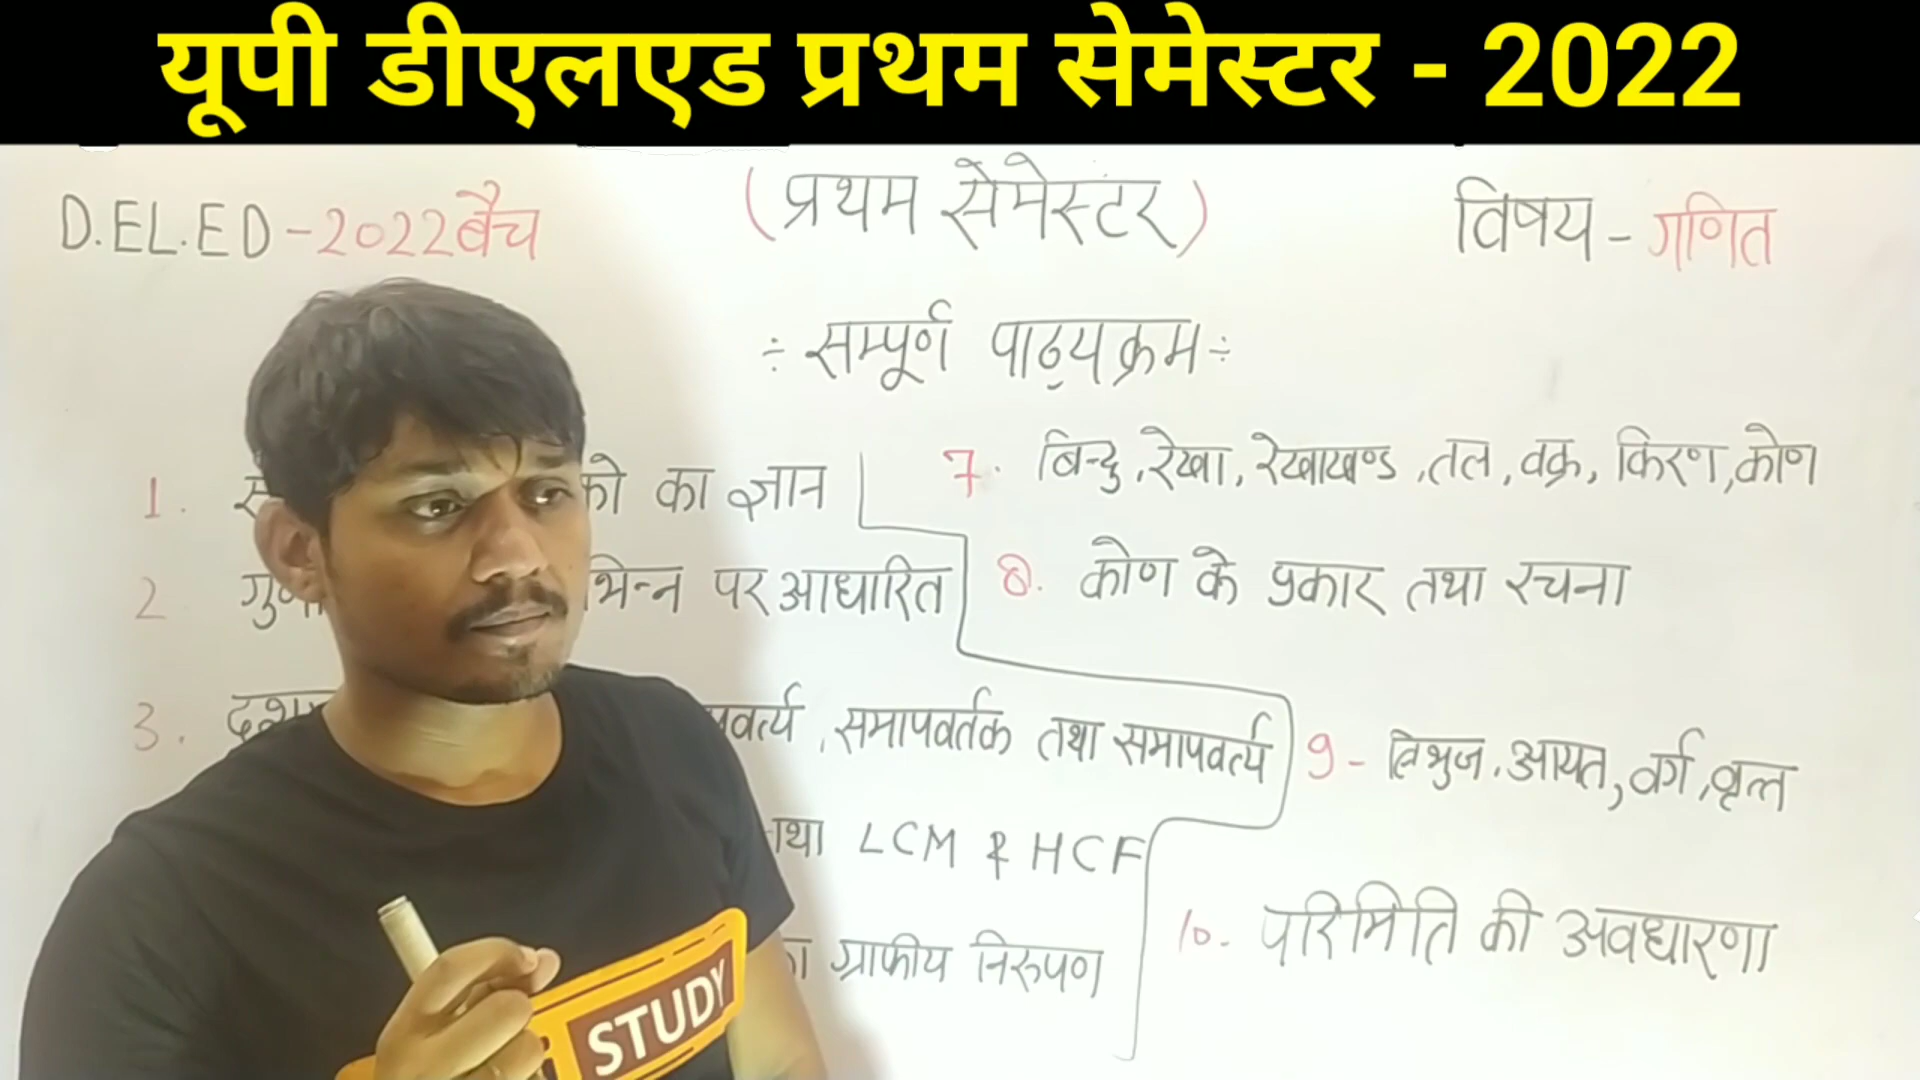 यूपी डीएलएड प्रथम सेमेस्टर - 2022
D.EL.ED - 2022 बैच
(प्रथम सेमेस्टर)
विषय - गणित
÷ सम्पूर्ण पाठ्यक्रम ÷
1. का ज्ञान
2 भिन्न पर आधारित
3. समापवर्तक तथा समापवर्त्य
तथा LCM & HCF
ग्राफीय निरुपण
7. बिन्दु, रेखा, रेखाखण्ड, तल, वक्र, किरण, कोण
8. कोण के प्रकार तथा रचना
9 - त्रिभुज, आयत, वर्ग, वृत्त
10. परिमिति की अवधारणा
STUDY